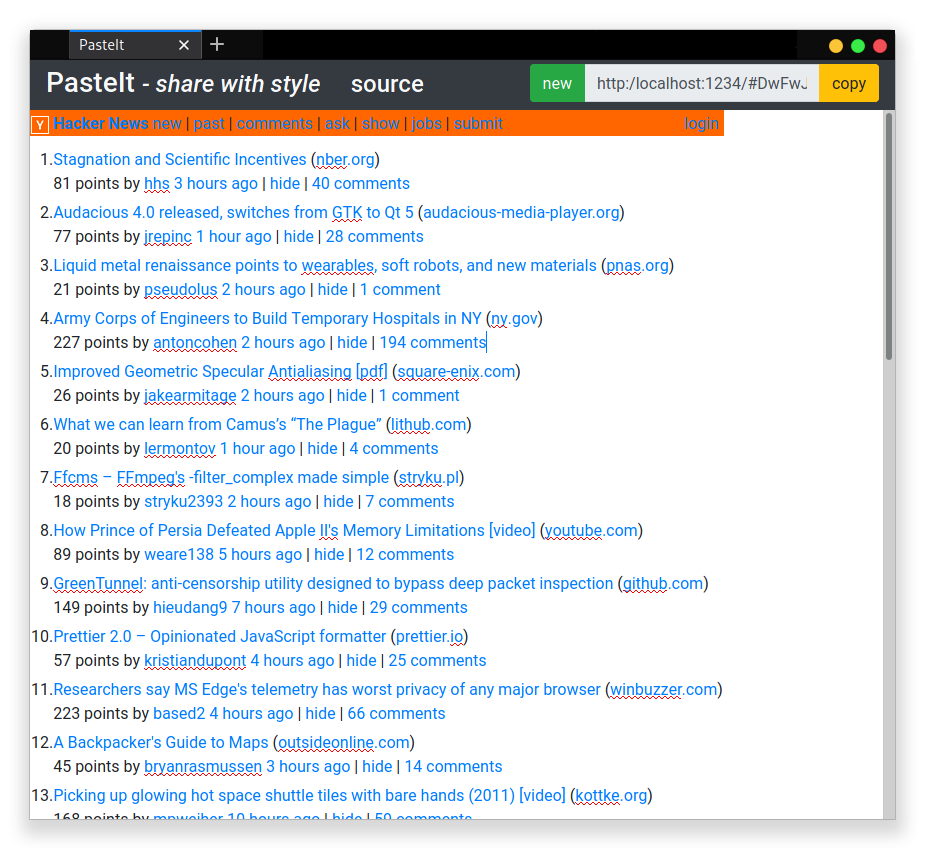 PasteIt
PasteIt - share with style source new http:/localhost:1234/#DwFwJ copy
Y Hacker News new | past | comments | ask | show | jobs | submit login
1.Stagnation and Scientific Incentives (nber.org)
81 points by hhs 3 hours ago | hide | 40 comments
2.Audacious 4.0 released, switches from GTK to Qt 5 (audacious-media-player.org)
77 points by jrepinc 1 hour ago | hide | 28 comments
3.Liquid metal renaissance points to wearables, soft robots, and new materials (pnas.org)
21 points by pseudolus 2 hours ago | hide | 1 comment
4.Army Corps of Engineers to Build Temporary Hospitals in NY (ny.gov)
227 points by antoncohen 2 hours ago | hide | 194 comments
5.Improved Geometric Specular Antialiasing [pdf] (square-enix.com)
26 points by jakearmitage 2 hours ago | hide | 1 comment
6.What we can learn from Camus’s “The Plague” (lithub.com)
20 points by lermontov 1 hour ago | hide | 4 comments
7.Ffcms – FFmpeg's -filter_complex made simple (stryku.pl)
18 points by stryku2393 2 hours ago | hide | 7 comments
8.How Prince of Persia Defeated Apple II's Memory Limitations [video] (youtube.com)
89 points by weare138 5 hours ago | hide | 12 comments
9.GreenTunnel: anti-censorship utility designed to bypass deep packet inspection (github.com)
149 points by hieudang9 7 hours ago | hide | 29 comments
10.Prettier 2.0 – Opinionated JavaScript formatter (prettier.io)
57 points by kristiandupont 4 hours ago | hide | 25 comments
11.Researchers say MS Edge's telemetry has worst privacy of any major browser (winbuzzer.com)
223 points by based2 4 hours ago | hide | 66 comments
12.A Backpacker's Guide to Maps (outsideonline.com)
45 points by bryanrasmussen 3 hours ago | hide | 14 comments
13.Picking up glowing hot space shuttle tiles with bare hands (2011) [video] (kottke.org)
168 points by mpweiher 10 hours ago | hide | 59 comments